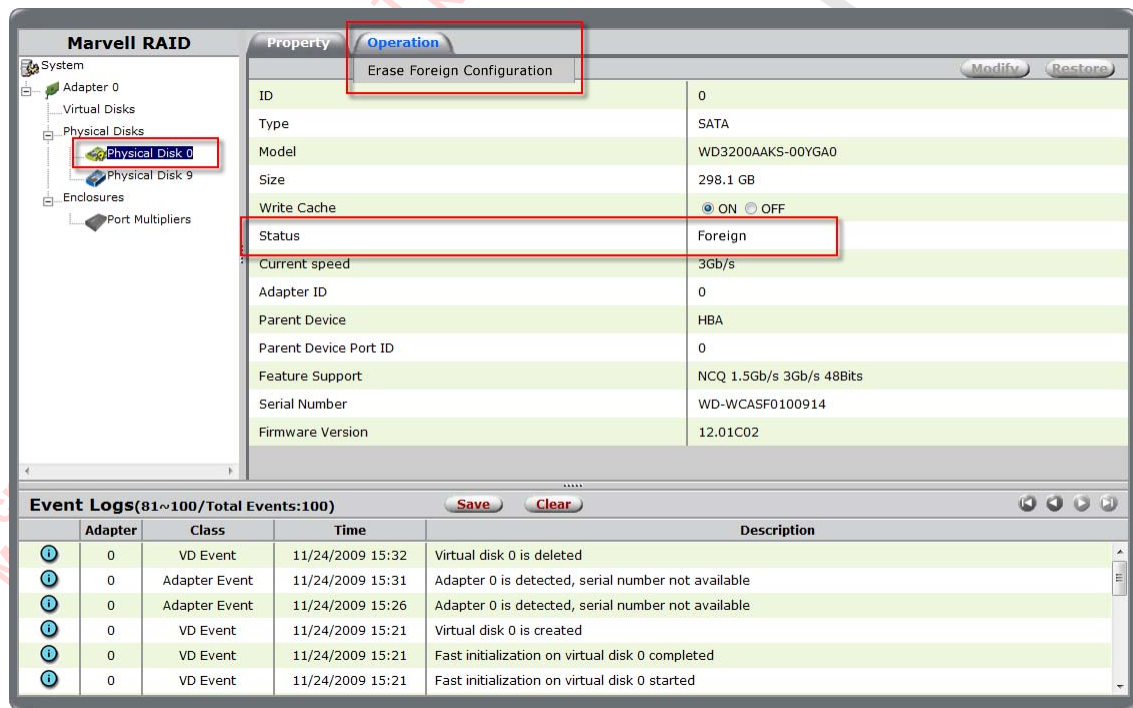 Marvell RAID
System
Adapter 0
Virtual Disks
Physical Disks
Physical Disk 0
Physical Disk 9
Enclosures
Port Multipliers
Property Operation
Erase Foreign Configuration
Modify Restore
ID 0
Type SATA
Model WD3200AAKS-00YGA0
Size 298.1 GB
Write Cache ON OFF
Status Foreign
Current speed 3Gb/s
Adapter ID 0
Parent Device HBA
Parent Device Port ID 0
Feature Support NCQ 1.5Gb/s 3Gb/s 48Bits
Serial Number WD-WCASF0100914
Firmware Version 12.01C02
Event Logs(81~100/Total Events:100) Save Clear
Adapter Class Time Description
0 VD Event 11/24/2009 15:32 Virtual disk 0 is deleted
0 Adapter Event 11/24/2009 15:31 Adapter 0 is detected, serial number not available
0 Adapter Event 11/24/2009 15:26 Adapter 0 is detected, serial number not available
0 VD Event 11/24/2009 15:21 Virtual disk 0 is created
0 VD Event 11/24/2009 15:21 Fast initialization on virtual disk 0 completed
0 VD Event 11/24/2009 15:21 Fast initialization on virtual disk 0 started